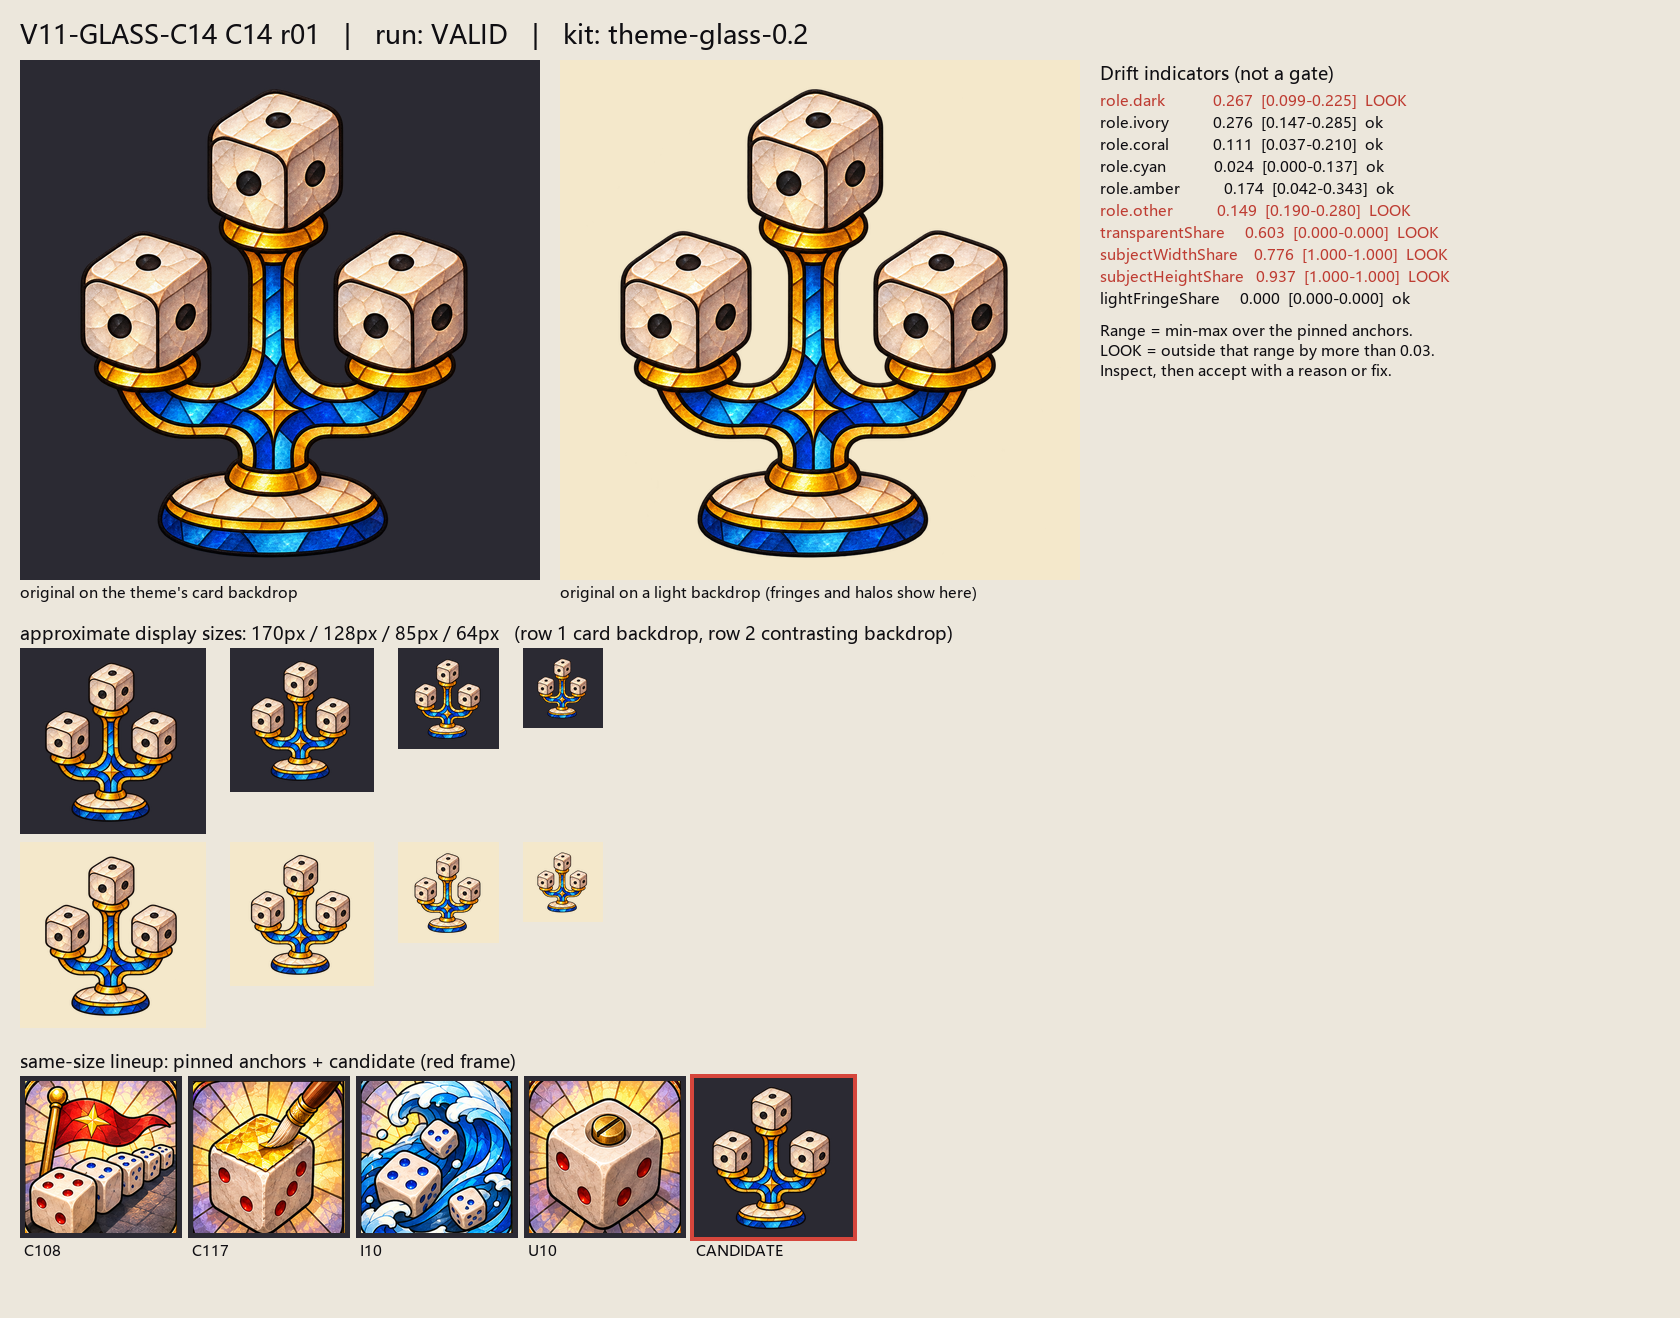 V11-GLASS-C14 C14 r01 | run: VALID | kit: theme-glass-0.2
Drift indicators (not a gate)
role.dark 0.267 [0.099-0.225] LOOK
role.ivory 0.276 [0.147-0.285] ok
role.coral 0.111 [0.037-0.210] ok
role.cyan 0.024 [0.000-0.137] ok
role.amber 0.174 [0.042-0.343] ok
role.other 0.149 [0.190-0.280] LOOK
transparentShare 0.603 [0.000-0.000] LOOK
subjectWidthShare 0.776 [1.000-1.000] LOOK
subjectHeightShare 0.937 [1.000-1.000] LOOK
lightFringeShare 0.000 [0.000-0.000] ok
Range = min-max over the pinned anchors.
LOOK = outside that range by more than 0.03.
Inspect, then accept with a reason or fix.
original on the theme's card backdrop
original on a light backdrop (fringes and halos show here)
approximate display sizes: 170px / 128px / 85px / 64px (row 1 card backdrop, row 2 contrasting backdrop)
same-size lineup: pinned anchors + candidate (red frame)
C108
C117
I10
U10
CANDIDATE